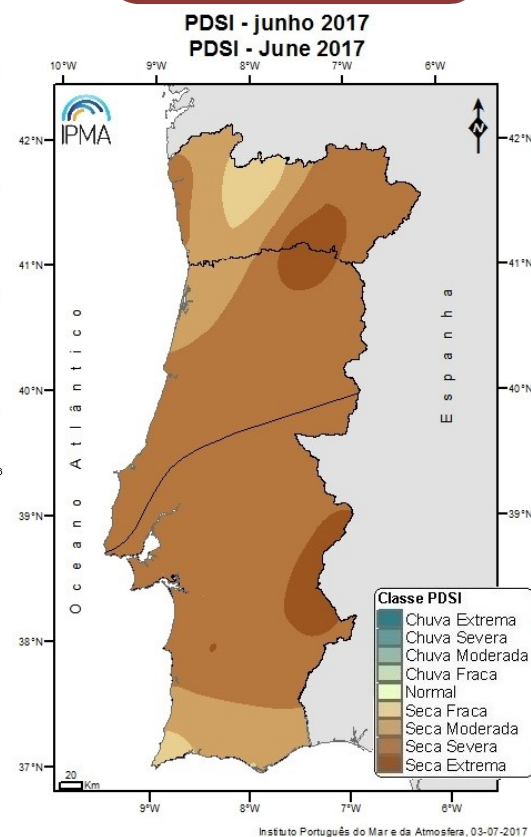 PDSI - junho 2017
PDSI - June 2017
10°W 9°W 8°W 7°W 6°W
IPMA
N
42°N 42°N
41°N 41°N
40°N 40°N
39°N 39°N
38°N 38°N
37°N 37°N
Oceano Atlântico
Espanha
Classe PDSI
Chuva Extrema
Chuva Severa
Chuva Moderada
Chuva Fraca
Normal
Seca Fraca
Seca Moderada
Seca Severa
Seca Extrema
20
Km
9°W 8°W 7°W 6°W
Instituto Português do Mar e da Atmosfera, 03-07-2017